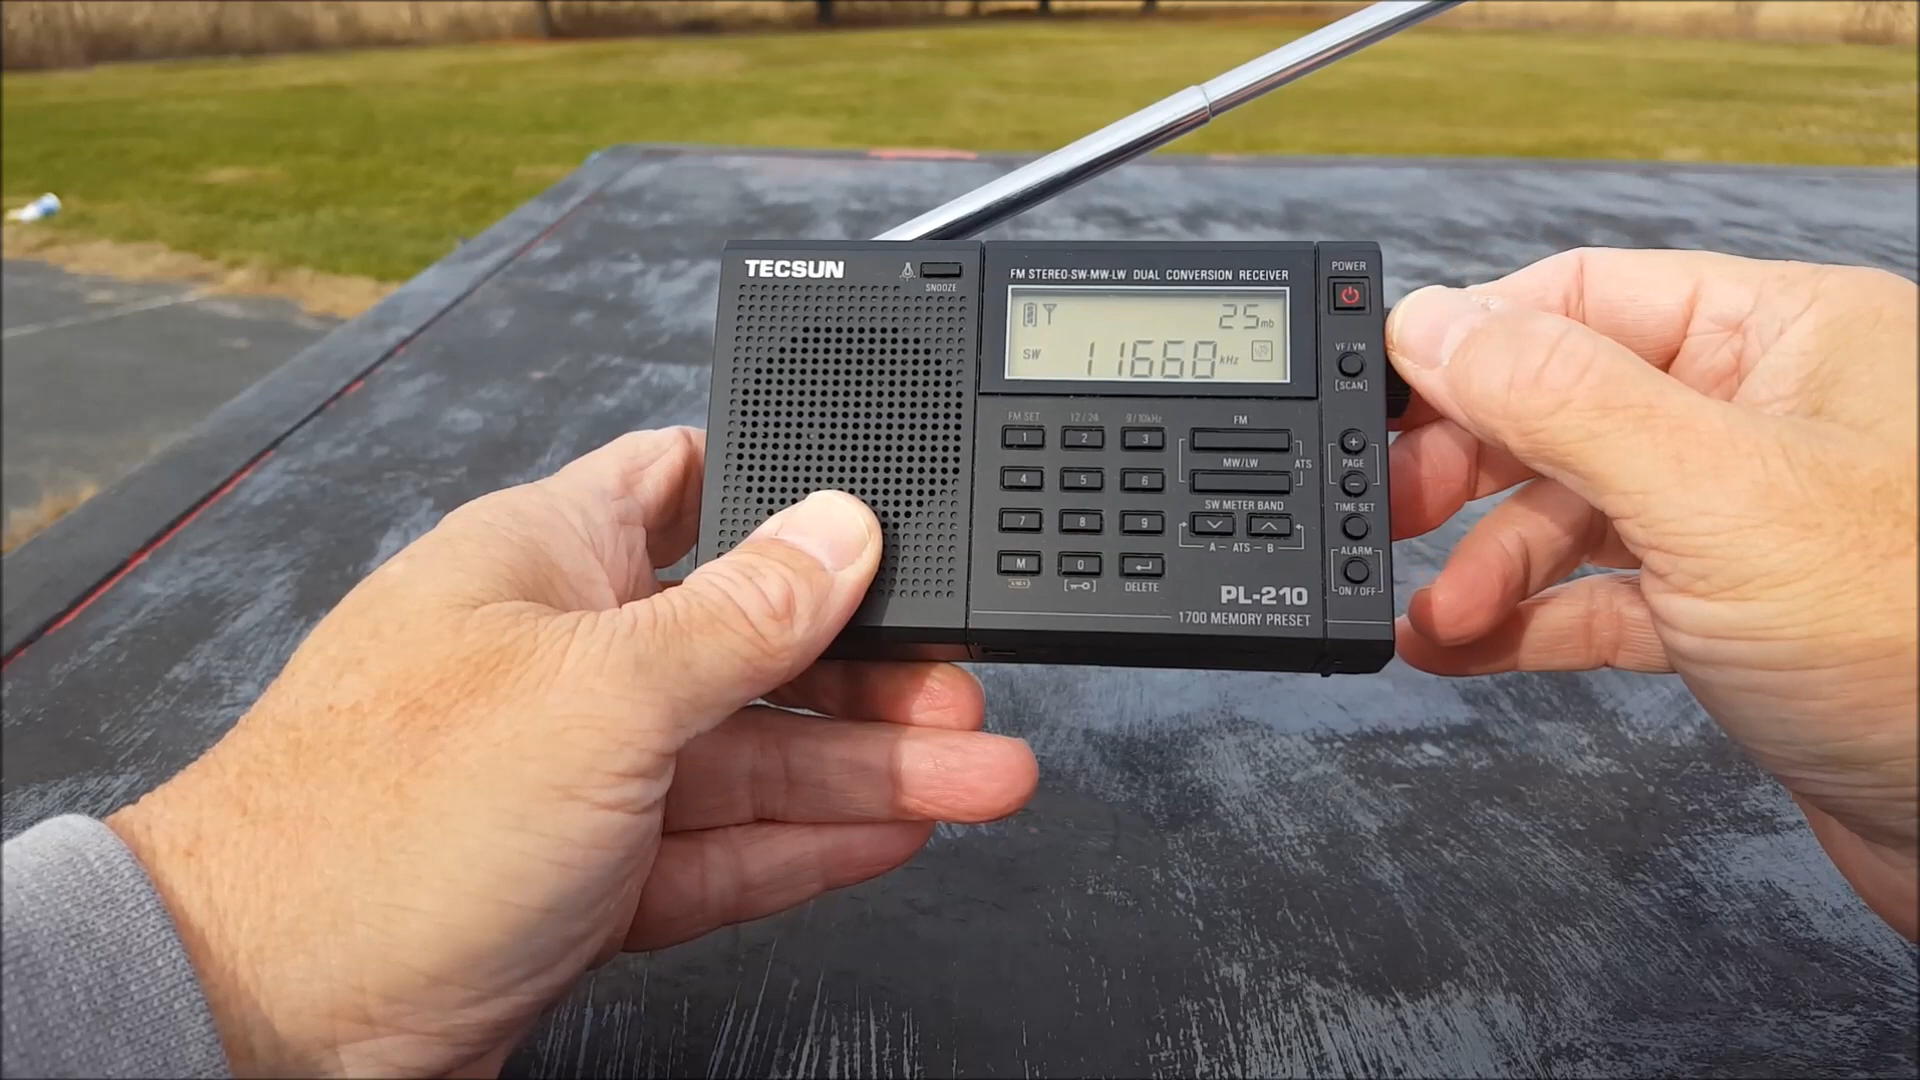 TECSUN
SNOOZE
FM STEREO-SW-MW-LW DUAL CONVERSION RECEIVER
25mb
SW 11668 kHz
POWER
VF/VM
[SCAN]
FM SET 12/24 9/10kHz
1 2 3
4 5 6
7 8 9
M 0
DELETE
FM
MW/LW
ATS
SW METER BAND
A - ATS - B
+
PAGE
-
TIME SET
ALARM
ON/OFF
PL-210
1700 MEMORY PRESET